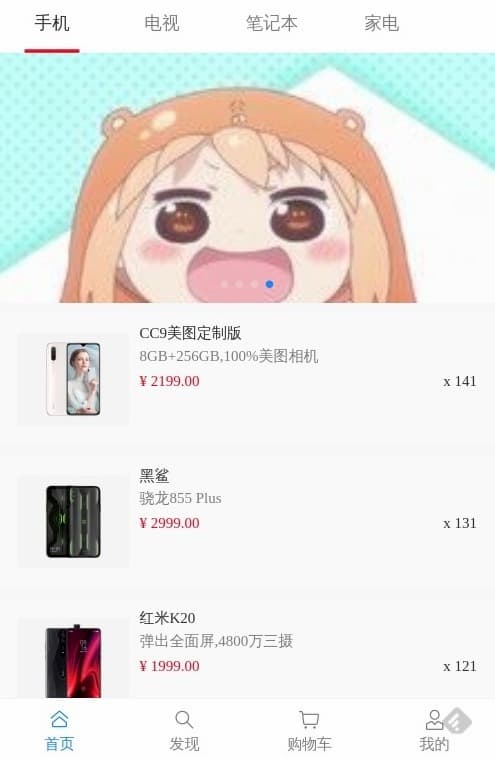 手机 电视 笔记本 家电
CC9美图定制版
8GB+256GB,100%美图相机
¥ 2199.00 x 141
黑鲨
骁龙855 Plus
¥ 2999.00 x 131
红米K20
弹出全面屏,4800万三摄
¥ 1999.00 x 121
首页 发现 购物车 我的